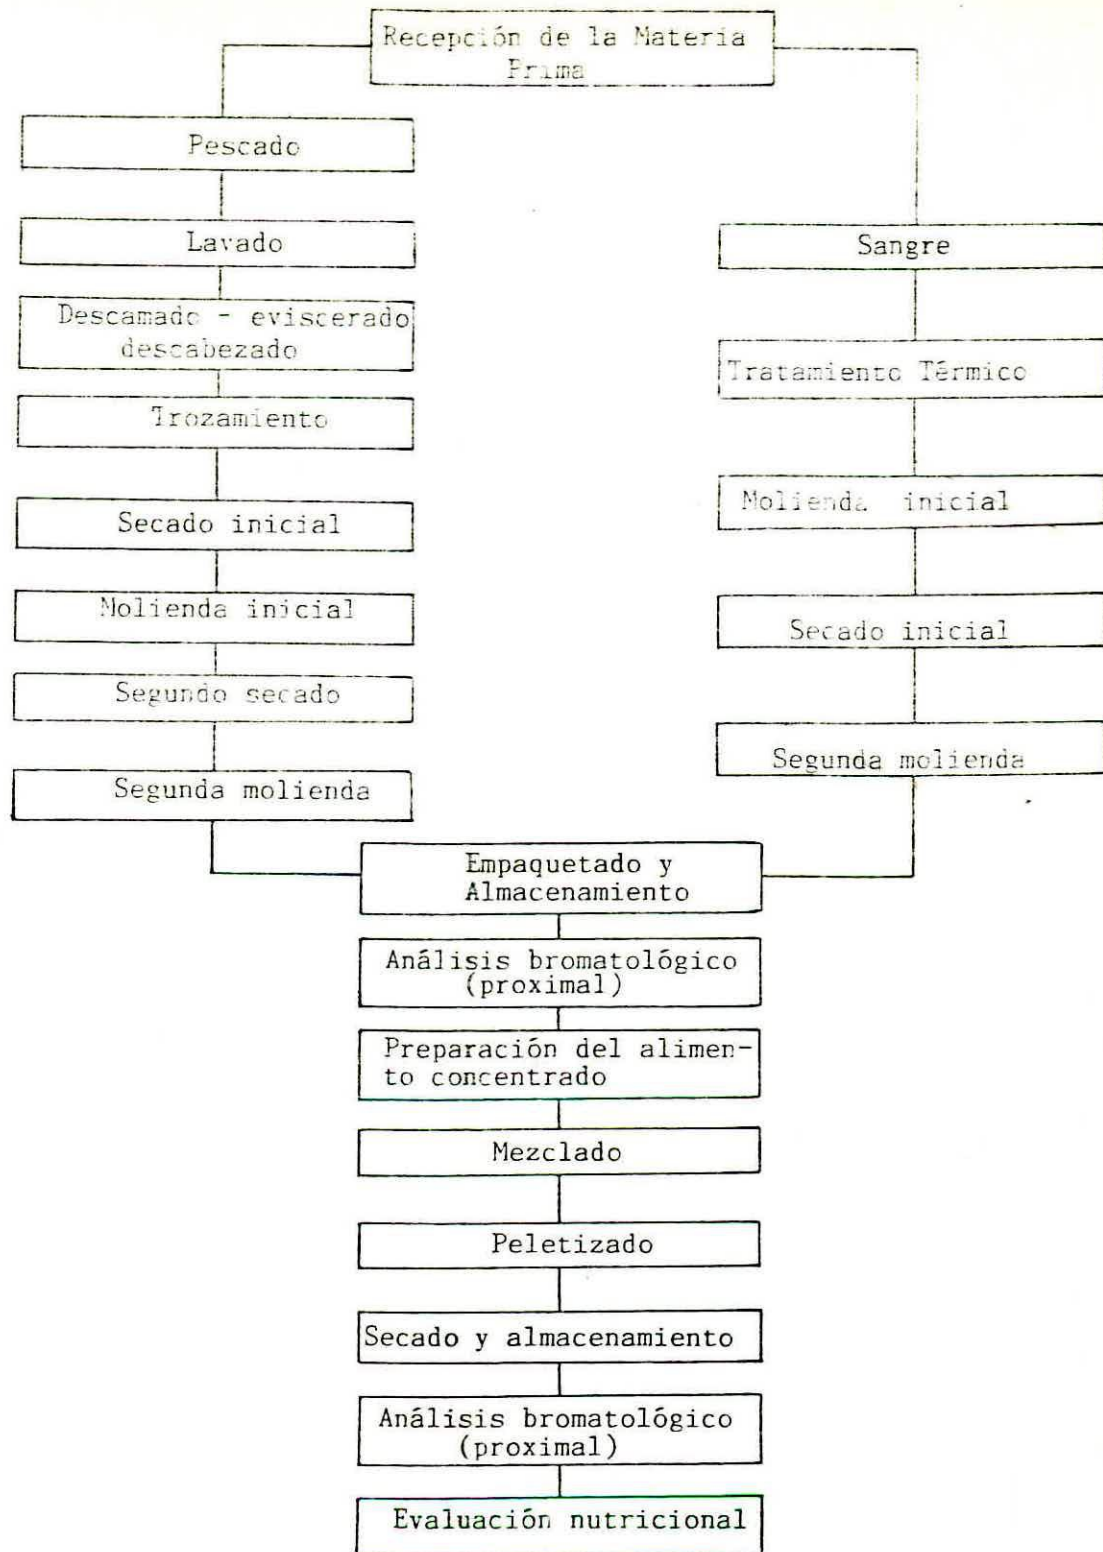 Recepción de la Materia
Prima
Pescado
Lavado
Descamado - eviscerado
descabezado
Trozamiento
Secado inicial
Molienda inicial
Segundo secado
Segunda molienda
Sangre
Tratamiento Térmico
Molienda inicial
Secado inicial
Segunda molienda
Empaquetado y
Almacenamiento
Análisis bromatológico
(proximal)
Preparación del alimen-
to concentrado
Mezclado
Peletizado
Secado y almacenamiento
Análisis bromatológico
(proximal)
Evaluación nutricional